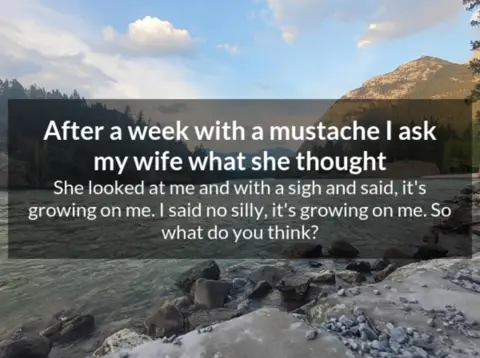 After a week with a mustache I ask
my wife what she thought
She looked at me and with a sigh and said, it's
growing on me. I said no silly, it's growing on me. So
what do you think?